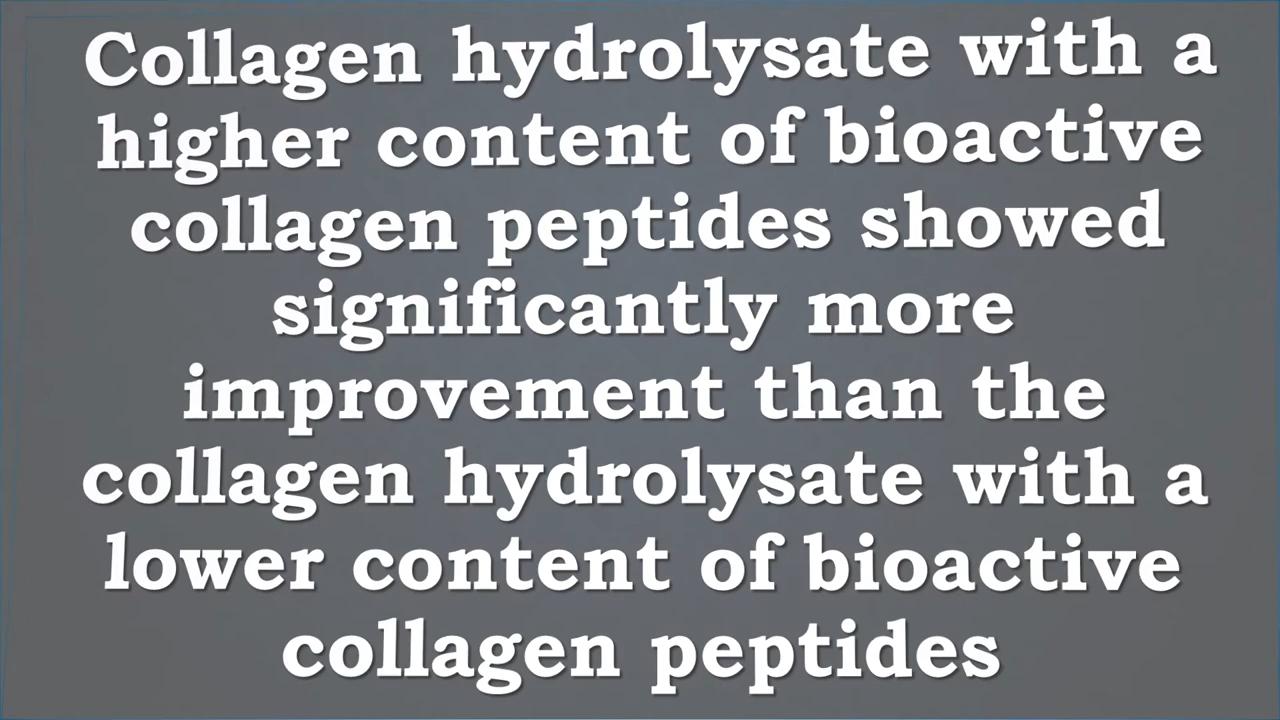 Collagen hydrolysate with a
higher content of bioactive
collagen peptides showed
significantly more
improvement than the
collagen hydrolysate with a
lower content of bioactive
collagen peptides